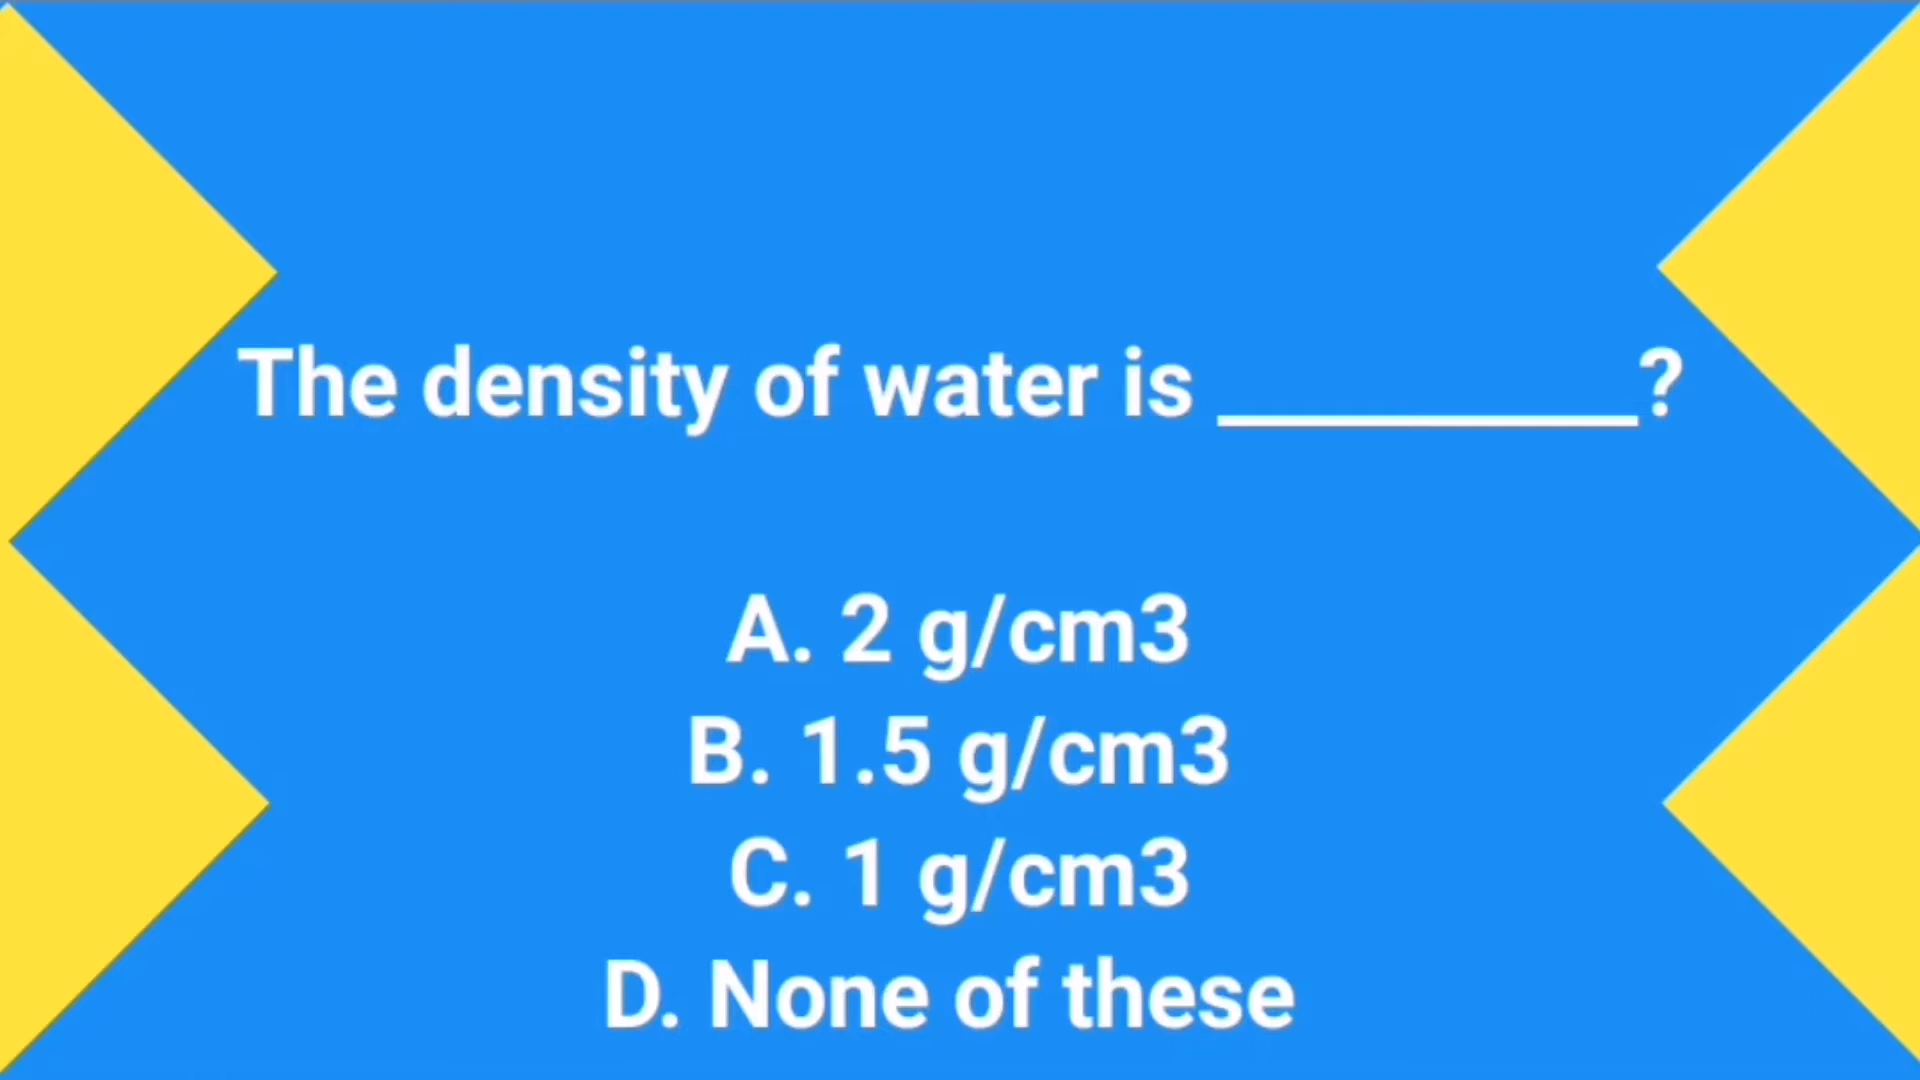 The density of water is __________?
A. 2 g/cm3
B. 1.5 g/cm3
C. 1 g/cm3
D. None of these